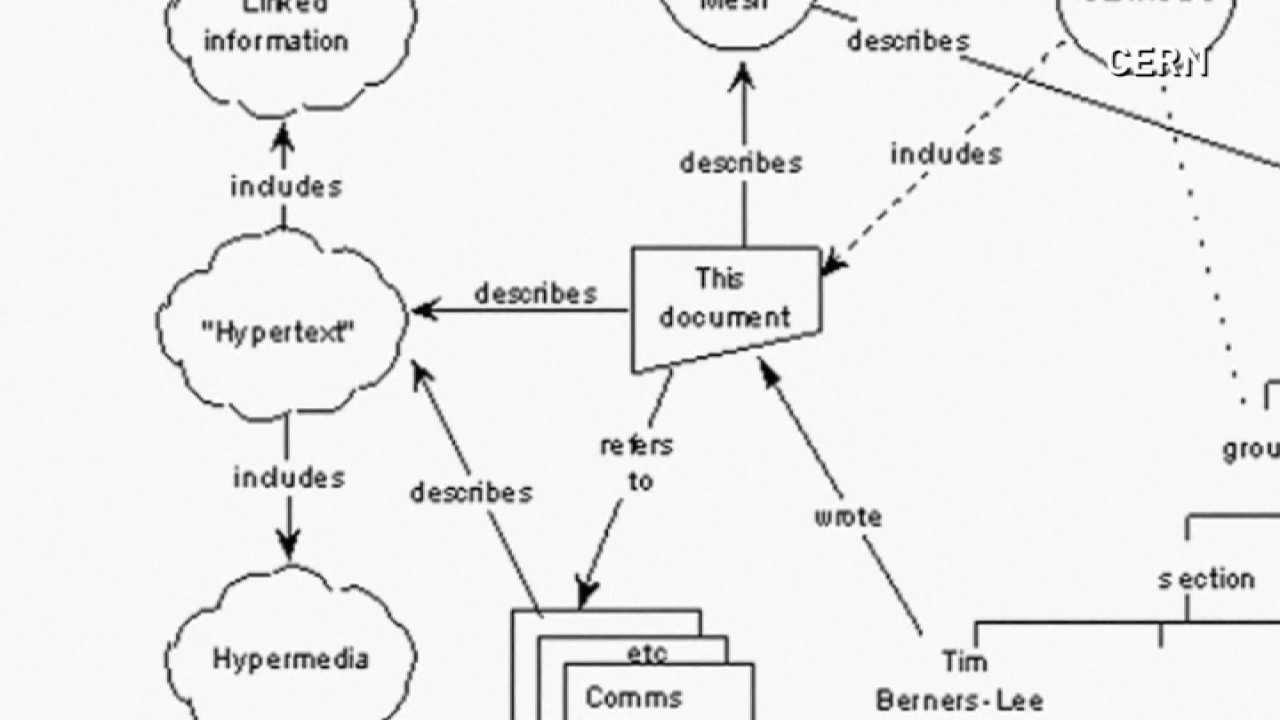 Linked
information
Mesh
describes
CERN
describes
includes
includes
This
document
describes
"Hypertext"
refers
to
includes
describes
wrote
grou
section
etc
Hypermedia
Tim
Berners-Lee
Comms